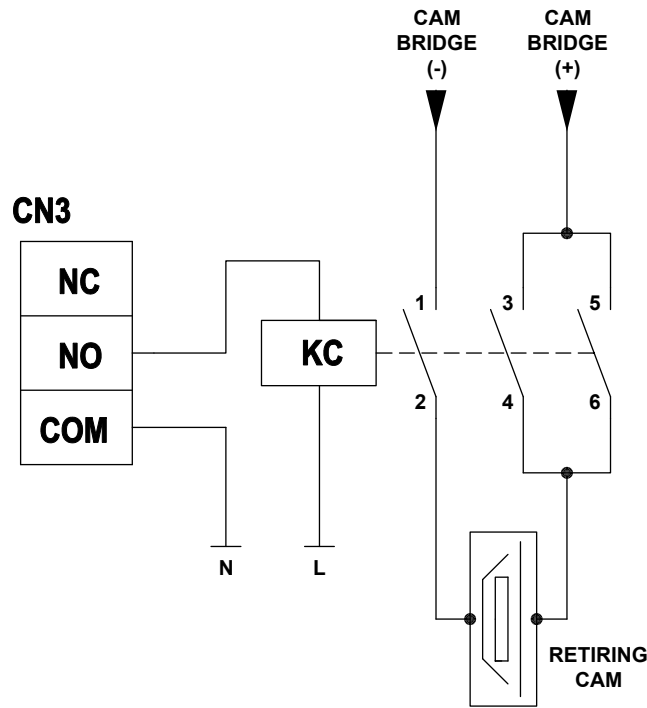 CAM
BRIDGE
(-)
CAM
BRIDGE
(+)
CN3
NC
NO
COM
KC
1
3
5
2
4
6
N
L
RETIRING
CAM